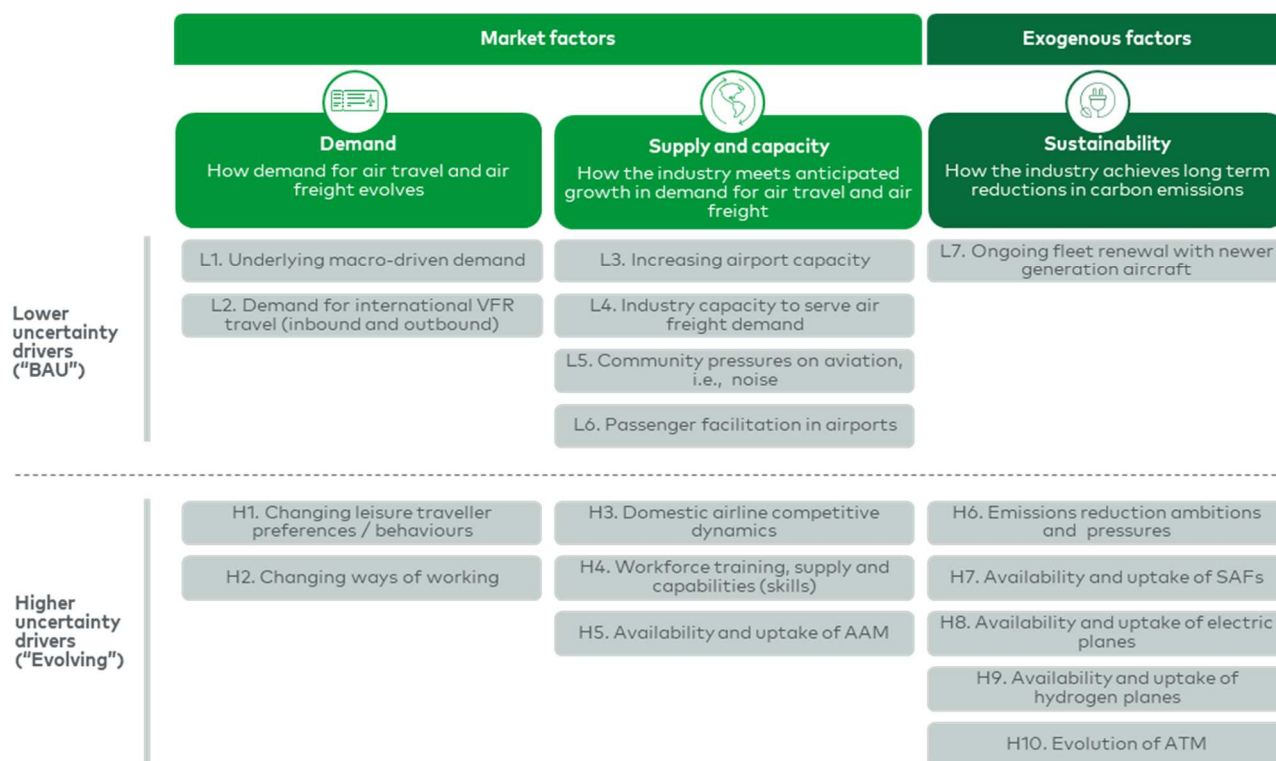 Market factors
Exogenous factors
Demand
How demand for air travel and air
freight evolves
Supply and capacity
How the industry meets anticipated
growth in demand for air travel and air
freight
Sustainability
How the industry achieves long term
reductions in carbon emissions
Lower
uncertainty
drivers
(“BAU”)
L1. Underlying macro-driven demand
L2. Demand for international VFR
travel (inbound and outbound)
L3. Increasing airport capacity
L4. Industry capacity to serve air
freight demand
L5. Community pressures on aviation,
i.e., noise
L6. Passenger facilitation in airports
L7. Ongoing fleet renewal with newer
generation aircraft
Higher
uncertainty
drivers
(“Evolving”)
H1. Changing leisure traveller
preferences / behaviours
H2. Changing ways of working
H3. Domestic airline competitive
dynamics
H4. Workforce training, supply and
capabilities (skills)
H5. Availability and uptake of AAM
H6. Emissions reduction ambitions
and pressures
H7. Availability and uptake of SAFs
H8. Availability and uptake of electric
planes
H9. Availability and uptake of
hydrogen planes
H10. Evolution of ATM